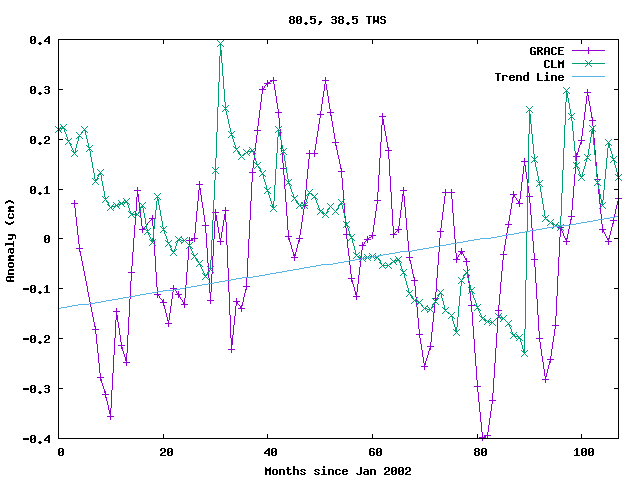 80.5, 38.5 TWS
GRACE
CLM
Trend Line
Anomaly (cm)
0.4
0.3
0.2
0.1
0
-0.1
-0.2
-0.3
-0.4
0 20 40 60 80 100
Months since Jan 2002